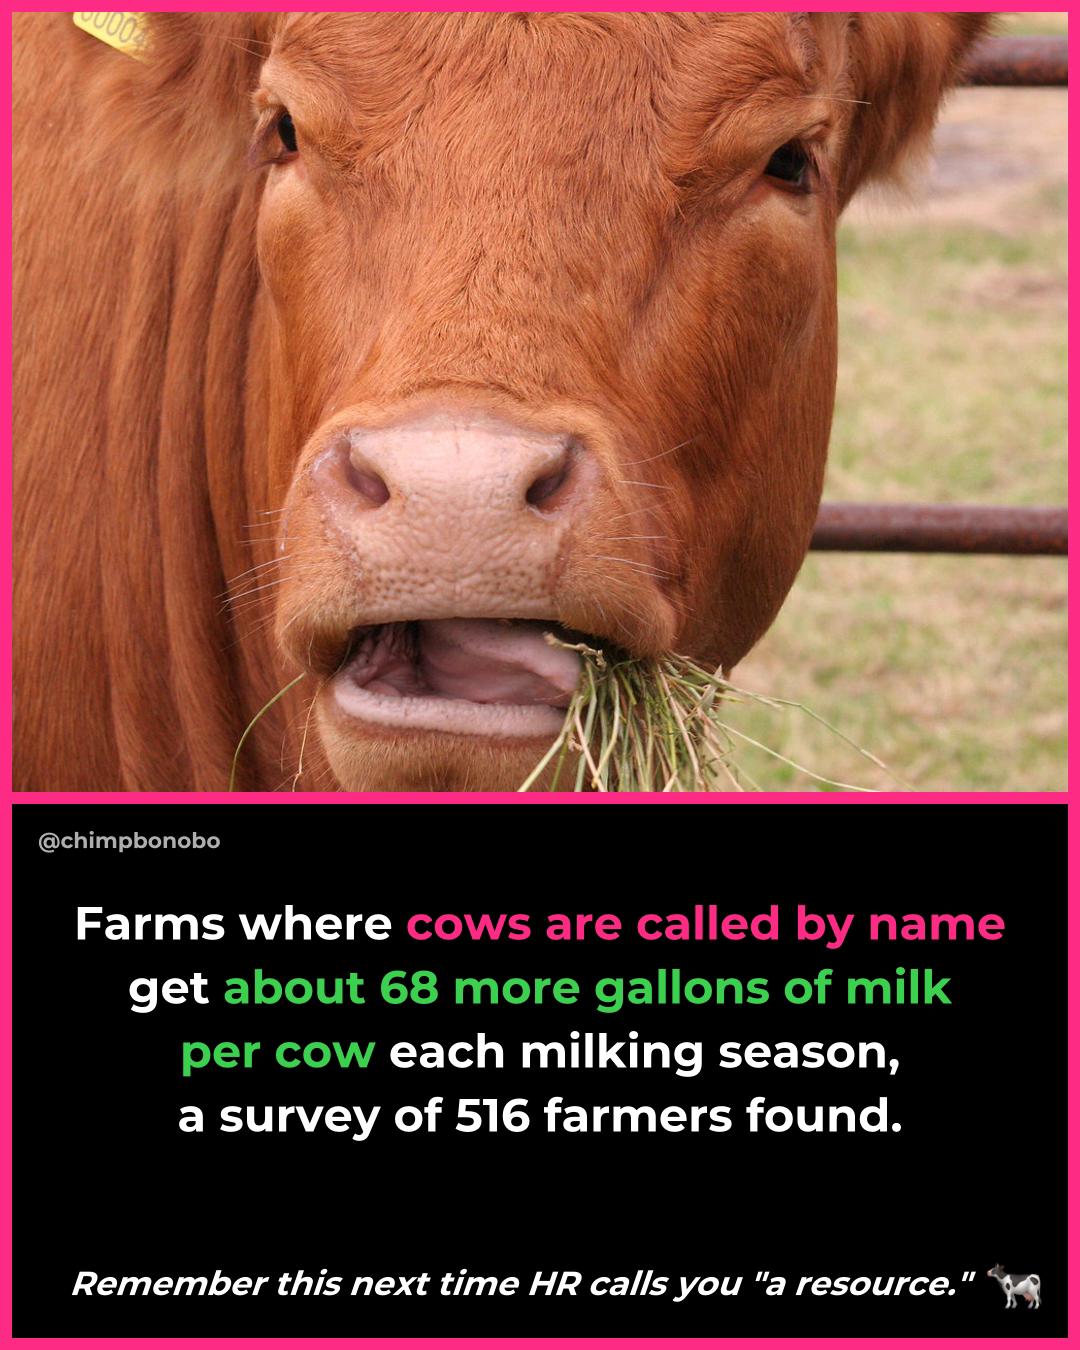 @chimpbonobo
Farms where cows are called by name
get about 68 more gallons of milk
per cow each milking season,
a survey of 516 farmers found.
Remember this next time HR calls you "a resource." 🐄